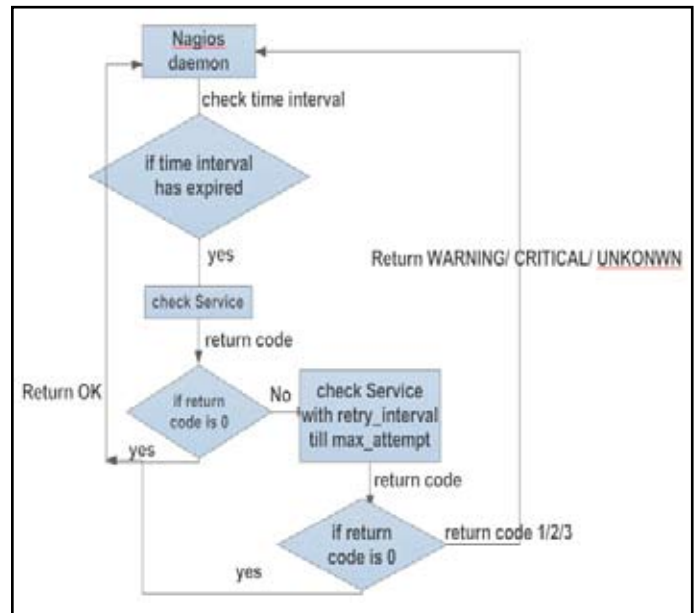 Nagios
daemon
check time interval
if time interval
has expired
yes
Return WARNING/ CRITICAL/ UNKONWN
check Service
return code
Return OK
if return
code is 0
No
check Service
with retry_interval
till max_attempt
yes
return code
if return
code is 0
return code 1/2/3
yes